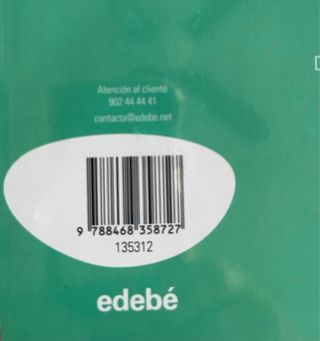 Atención al cliente
902 44 44 41
contacta@edebe.net
9 788468 358727
135312
edebé